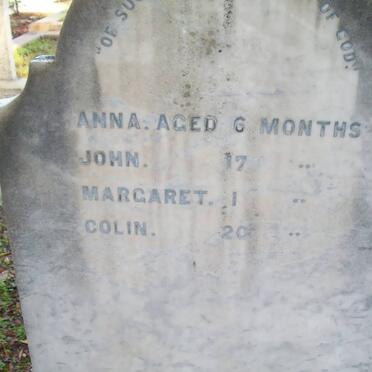 "OF SU OF GOD."
ANNA. AGED 6 MONTHS
JOHN. 17 "
MARGARET. 1 "
COLIN. 20 "